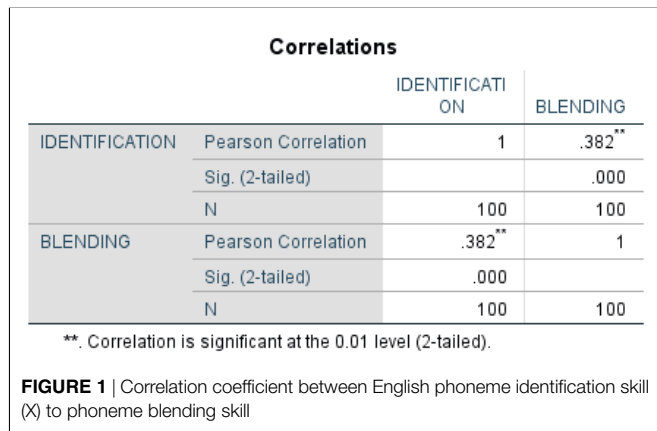 Correlations
IDENTIFICATI
ON BLENDING
IDENTIFICATION Pearson Correlation 1 .382**
Sig. (2-tailed) .000
N 100 100
BLENDING Pearson Correlation .382** 1
Sig. (2-tailed) .000
N 100 100
**. Correlation is significant at the 0.01 level (2-tailed).
FIGURE 1 | Correlation coefficient between English phoneme identification skill
(X) to phoneme blending skill